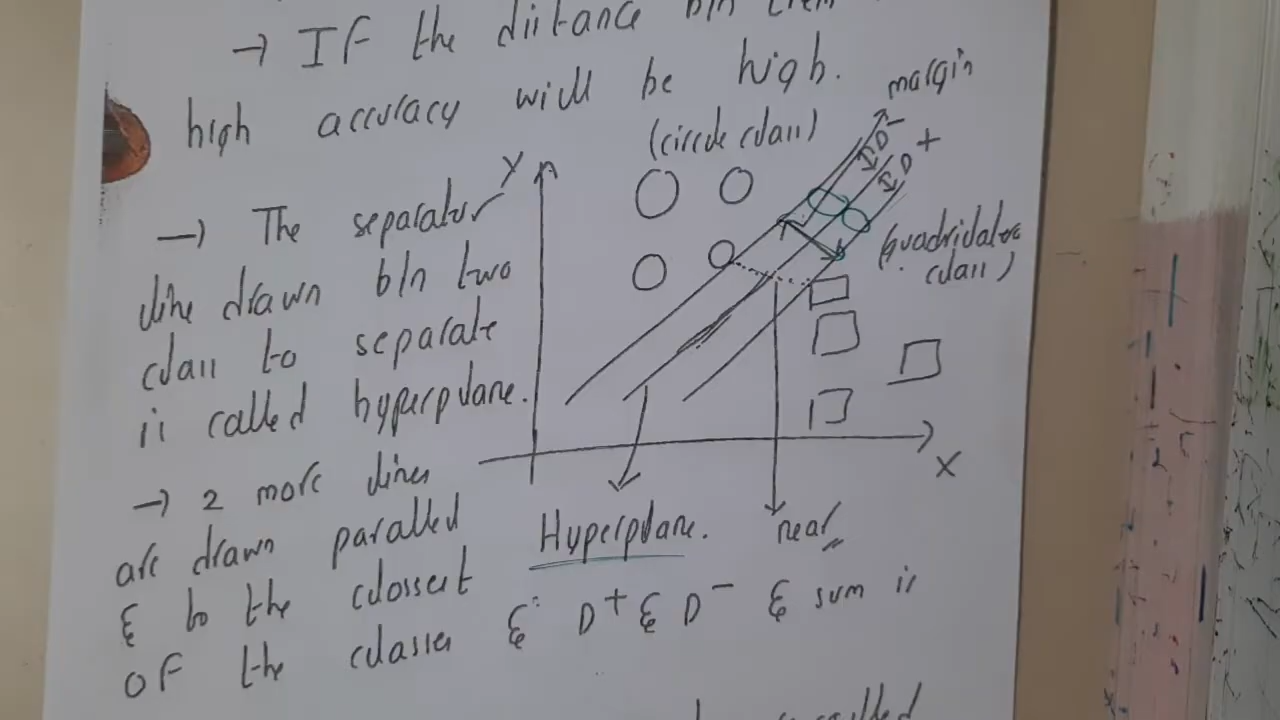 → If the distance b/n them
high accuracy will be high.
margin
(circle class)
D-
D+
Y
(quadrilateral class)
→ The separator
line drawn b/n two
class to separate
is called hyperplane.
X
→ 2 more lines
are drawn parallel
Hyperplane.
near
& to the clossest
of the classes & D+ & D- & sum is
called